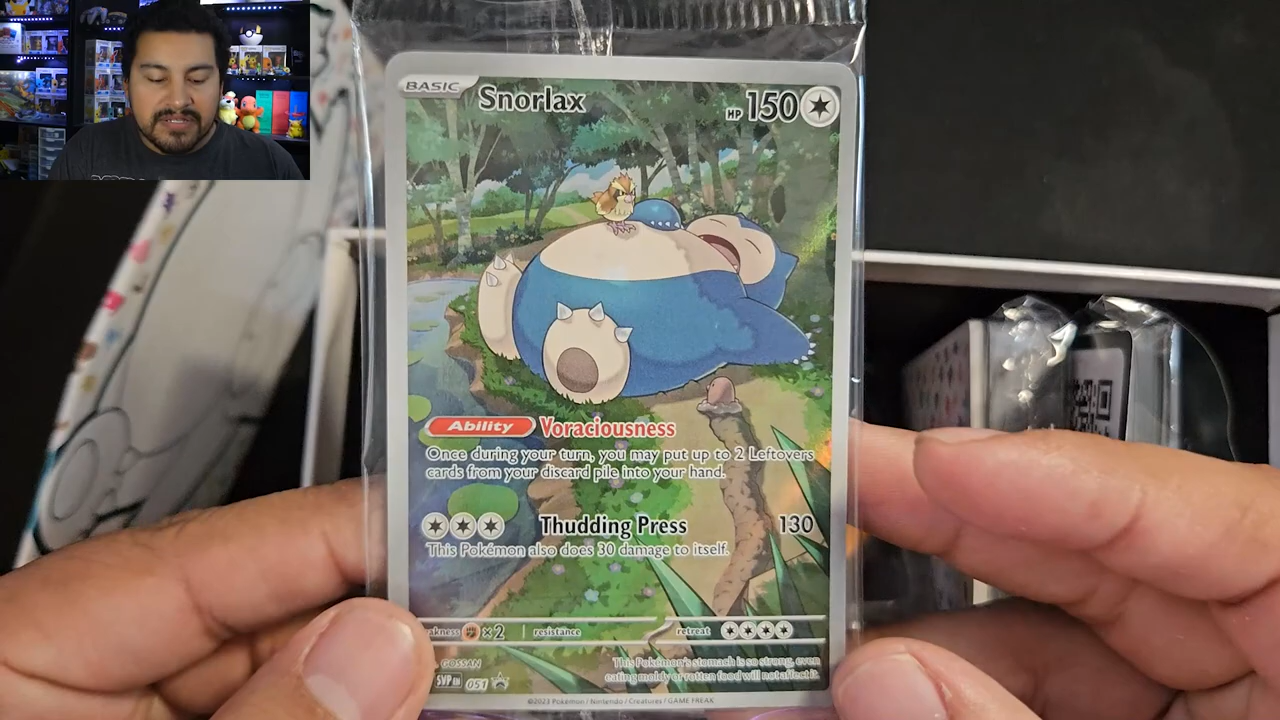 BASIC Snorlax HP 150
Ability Voraciousness
Once during your turn, you may put up to 2 Leftovers
cards from your discard pile into your hand.
Thudding Press 130
This Pokémon also does 30 damage to itself.
akness ×2 resistance retreat
GOSSAN
This Pokémon's stomach is so strong, even
eating moldy or rotten food will not affect it.
SVP EN 051
©2023 Pokémon / Nintendo / Creatures / GAME FREAK